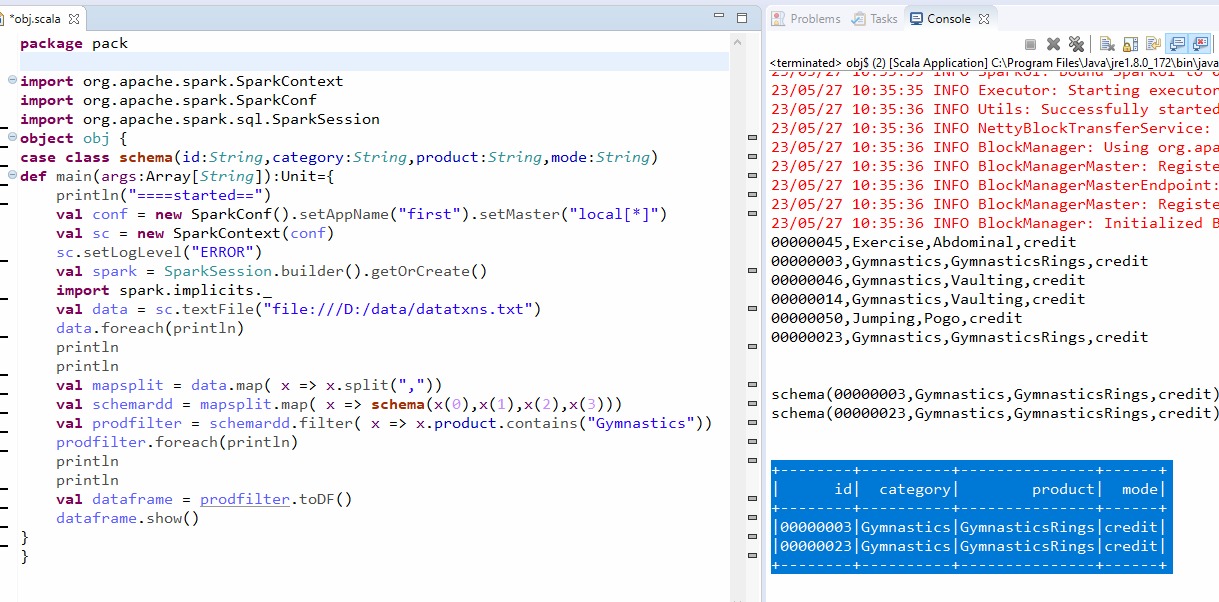 *obj.scala
package pack
import org.apache.spark.SparkContext
import org.apache.spark.SparkConf
import org.apache.spark.sql.SparkSession
object obj {
case class schema(id:String,category:String,product:String,mode:String)
def main(args:Array[String]):Unit={
println("====started==")
val conf = new SparkConf().setAppName("first").setMaster("local[*]")
val sc = new SparkContext(conf)
sc.setLogLevel("ERROR")
val spark = SparkSession.builder().getOrCreate()
import spark.implicits._
val data = sc.textFile("file:///D:/data/datatxns.txt")
data.foreach(println)
println
println
val mapsplit = data.map( x => x.split(","))
val schemardd = mapsplit.map( x => schema(x(0),x(1),x(2),x(3)))
val prodfilter = schemardd.filter( x => x.product.contains("Gymnastics"))
prodfilter.foreach(println)
println
println
val dataframe = prodfilter.toDF()
dataframe.show()
}
}
Problems Tasks Console
<terminated> obj$ (2) [Scala Application] C:\Program Files\Java\jre1.8.0_172\bin\java
23/05/27 10:35:35 INFO SparkUI: Bound SparkUI to 0
23/05/27 10:35:35 INFO Executor: Starting executor
23/05/27 10:35:36 INFO Utils: Successfully started
23/05/27 10:35:36 INFO NettyBlockTransferService:
23/05/27 10:35:36 INFO BlockManager: Using org.apa
23/05/27 10:35:36 INFO BlockManagerMaster: Registe
23/05/27 10:35:36 INFO BlockManagerMasterEndpoint:
23/05/27 10:35:36 INFO BlockManagerMaster: Registe
23/05/27 10:35:36 INFO BlockManager: Initialized B
00000045,Exercise,Abdominal,credit
00000003,Gymnastics,GymnasticsRings,credit
00000046,Gymnastics,Vaulting,credit
00000014,Gymnastics,Vaulting,credit
00000050,Jumping,Pogo,credit
00000023,Gymnastics,GymnasticsRings,credit
schema(00000003,Gymnastics,GymnasticsRings,credit)
schema(00000023,Gymnastics,GymnasticsRings,credit)
+--------+----------+---------------+------+
|      id|  category|        product|  mode|
+--------+----------+---------------+------+
|00000003|Gymnastics|GymnasticsRings|credit|
|00000023|Gymnastics|GymnasticsRings|credit|
+--------+----------+---------------+------+